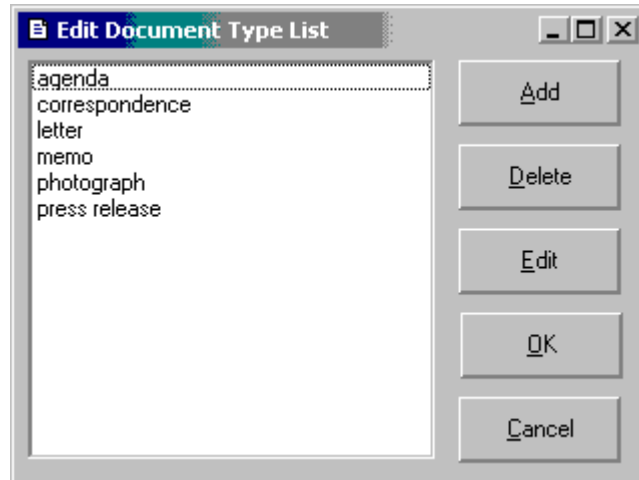 Edit Document Type List
agenda
correspondence
letter
memo
photograph
press release
Add
Delete
Edit
OK
Cancel